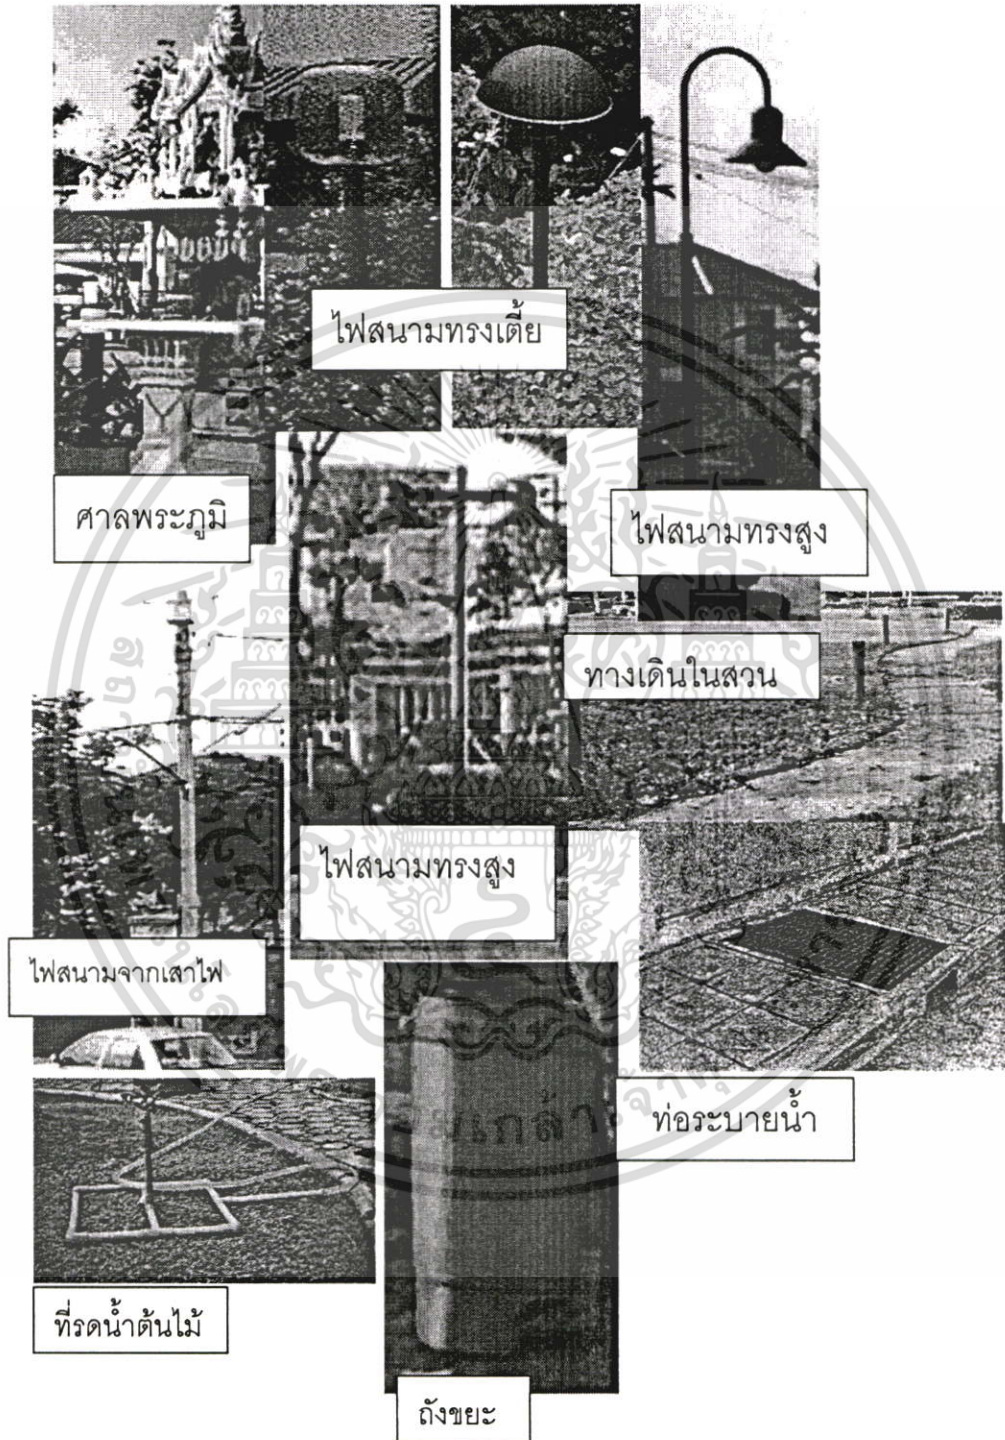 ไฟสนามทรงเตี้ย
ศาลพระภูมิ
ไฟสนามทรงสูง
ทางเดินในสวน
ไฟสนามทรงสูง
ไฟสนามจากเสาไฟ
ท่อระบายน้ำ
ที่รดน้ำต้นไม้
ถังขยะ